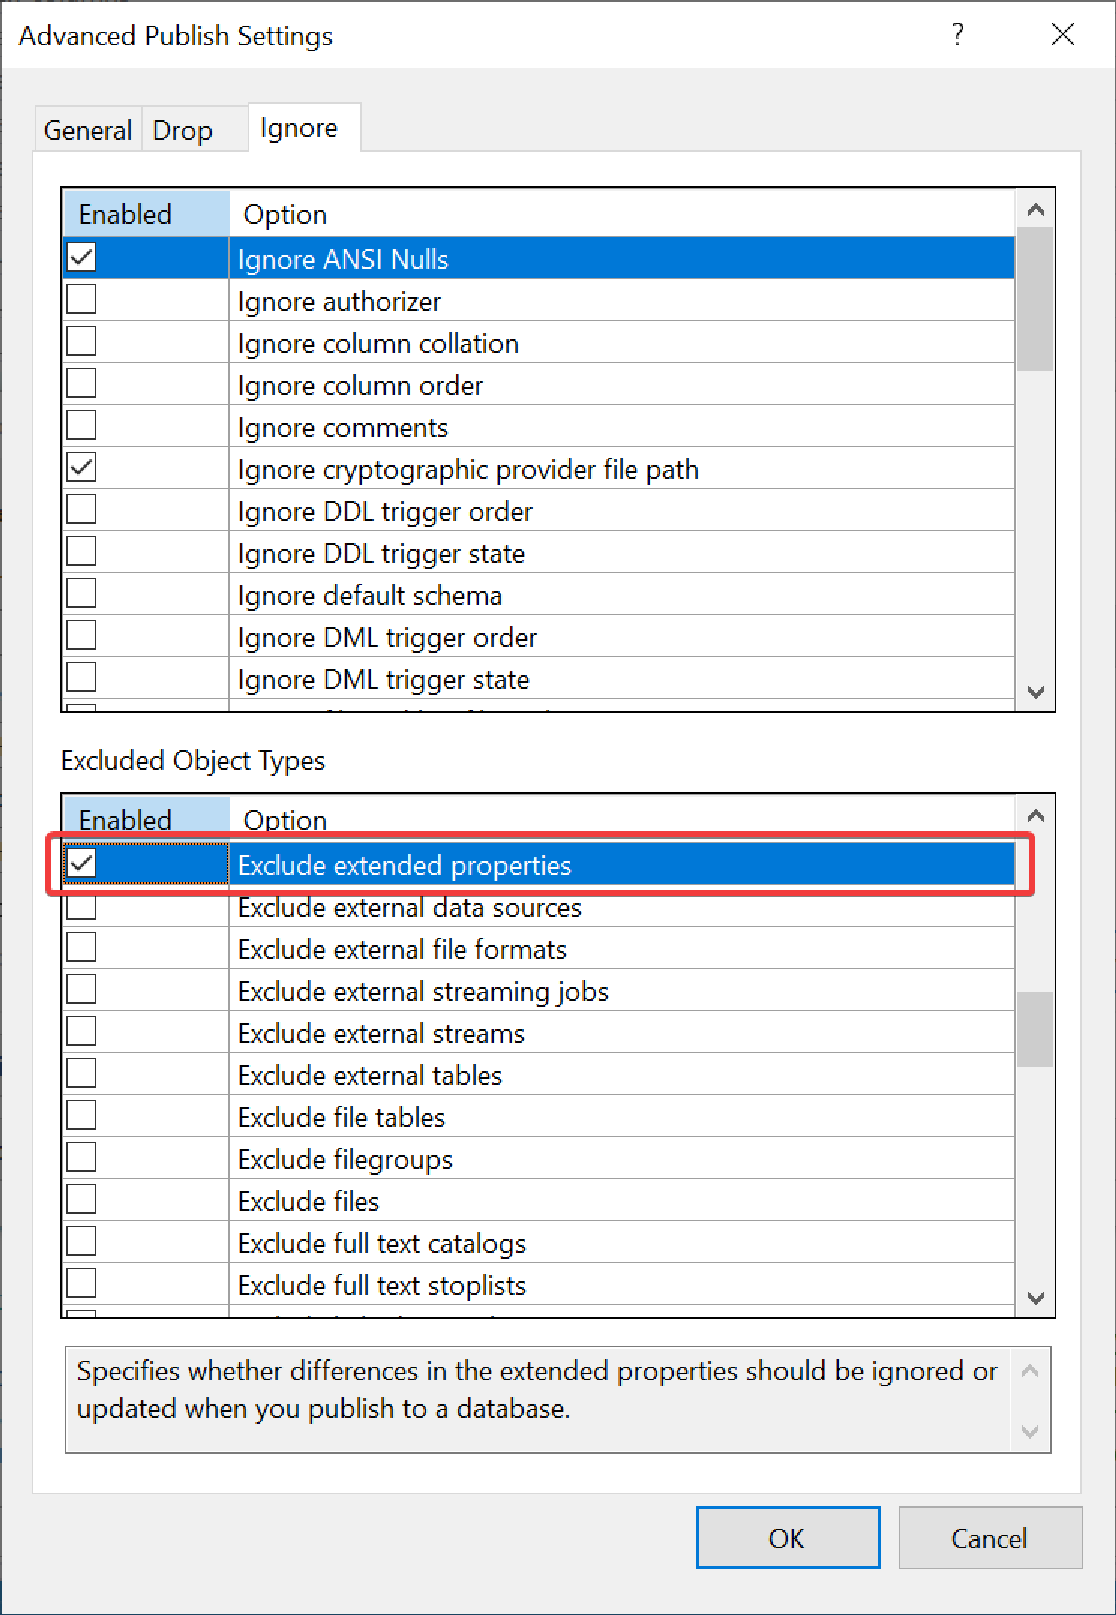 Advanced Publish Settings
?
General Drop Ignore
Enabled Option
Ignore ANSI Nulls
Ignore authorizer
Ignore column collation
Ignore column order
Ignore comments
Ignore cryptographic provider file path
Ignore DDL trigger order
Ignore DDL trigger state
Ignore default schema
Ignore DML trigger order
Ignore DML trigger state
Excluded Object Types
Enabled Option
Exclude extended properties
Exclude external data sources
Exclude external file formats
Exclude external streaming jobs
Exclude external streams
Exclude external tables
Exclude file tables
Exclude filegroups
Exclude files
Exclude full text catalogs
Exclude full text stoplists
Specifies whether differences in the extended properties should be ignored or
updated when you publish to a database.
OK Cancel